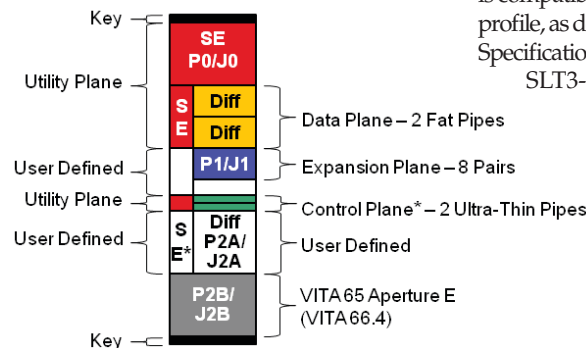 is compatib
profile, as d
Specificatio
SLT3-
Key
SE
P0/J0
Utility Plane
S
E
Diff
Diff
Data Plane – 2 Fat Pipes
User Defined
P1/J1
Expansion Plane – 8 Pairs
Utility Plane
Control Plane* – 2 Ultra-Thin Pipes
User Defined
S
E*
Diff
P2A/
J2A
User Defined
P2B/
J2B
VITA 65 Aperture E
(VITA 66.4)
Key